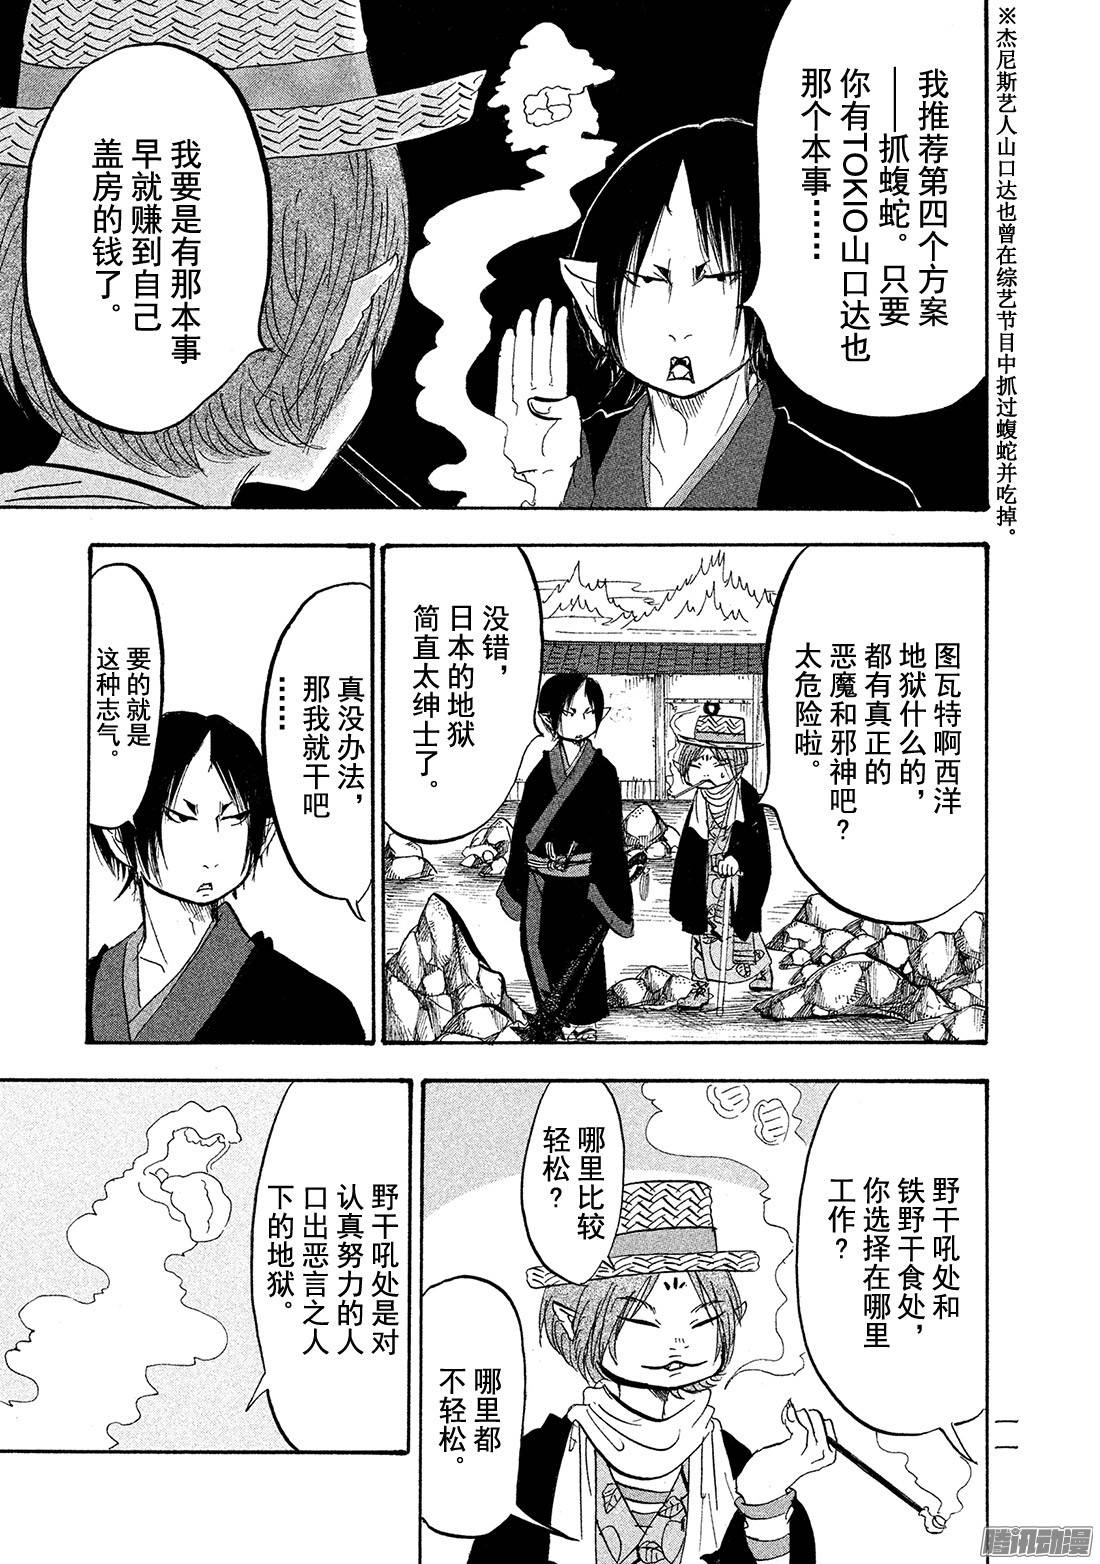 ※杰尼斯艺人山口达也曾在综艺节目中抓过蝮蛇并吃掉。
我推荐第四个方案
——抓蝮蛇。只要
你有TOKIO山口达也
那个本事……
我要是有那本事
早就赚到自己
盖房的钱了。
图瓦特啊西洋
地狱什么的，
都有真正的
恶魔和邪神吧？
太危险啦。
没错，
日本的地狱
简直太绅士了。
真没办法，
那我就干吧
……
要的就是
这种志气。
野干吼处和
铁野干食处，
你选择在哪里
工作？
哪里比较
轻松？
哪里都
不轻松。
野干吼处是对
认真努力的人
口出恶言之人
下的地狱。
一一
腾讯动漫